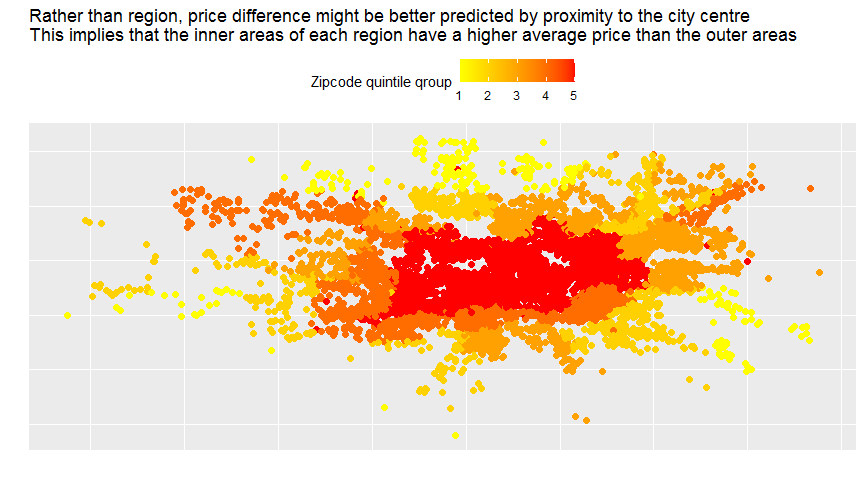 Rather than region, price difference might be better predicted by proximity to the city centre
This implies that the inner areas of each region have a higher average price than the outer areas
Zipcode quintile group
1 2 3 4 5